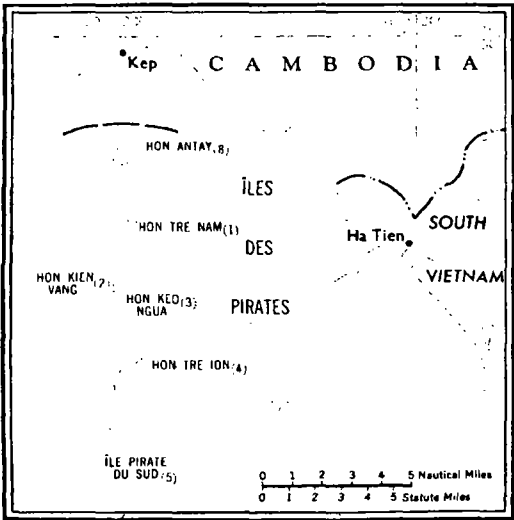 Kep
CAMBODIA
HON ANTAY (8)
ÎLES
HON TRE NAM (1)
SOUTH
Ha Tien
DES
VIETNAM
HON KIEN (2)
VANG
HON KEO (3)
NGUA
PIRATES
HON TRE ION (4)
ÎLE PIRATE
DU SUD (5)
0 1 2 3 4 5 Nautical Miles
0 1 2 3 4 5 Statute Miles